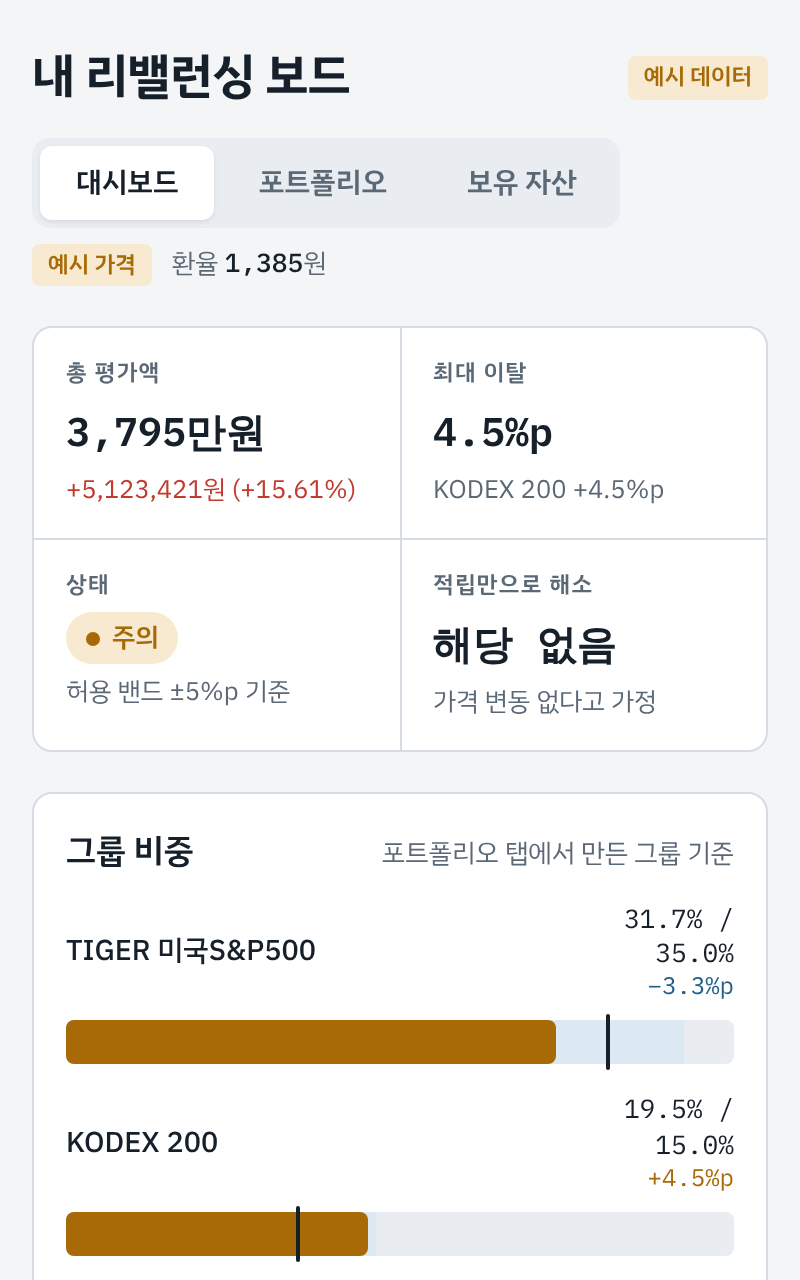 내 리밸런싱 보드
예시 데이터
대시보드
포트폴리오
보유 자산
예시 가격
환율 1,385원
총 평가액
3,795만원
+5,123,421원 (+15.61%)
최대 이탈
4.5%p
KODEX 200 +4.5%p
상태
주의
허용 밴드 ±5%p 기준
적립만으로 해소
해당 없음
가격 변동 없다고 가정
그룹 비중
포트폴리오 탭에서 만든 그룹 기준
TIGER 미국S&P500
31.7% /
35.0%
−3.3%p
KODEX 200
19.5% /
15.0%
+4.5%p